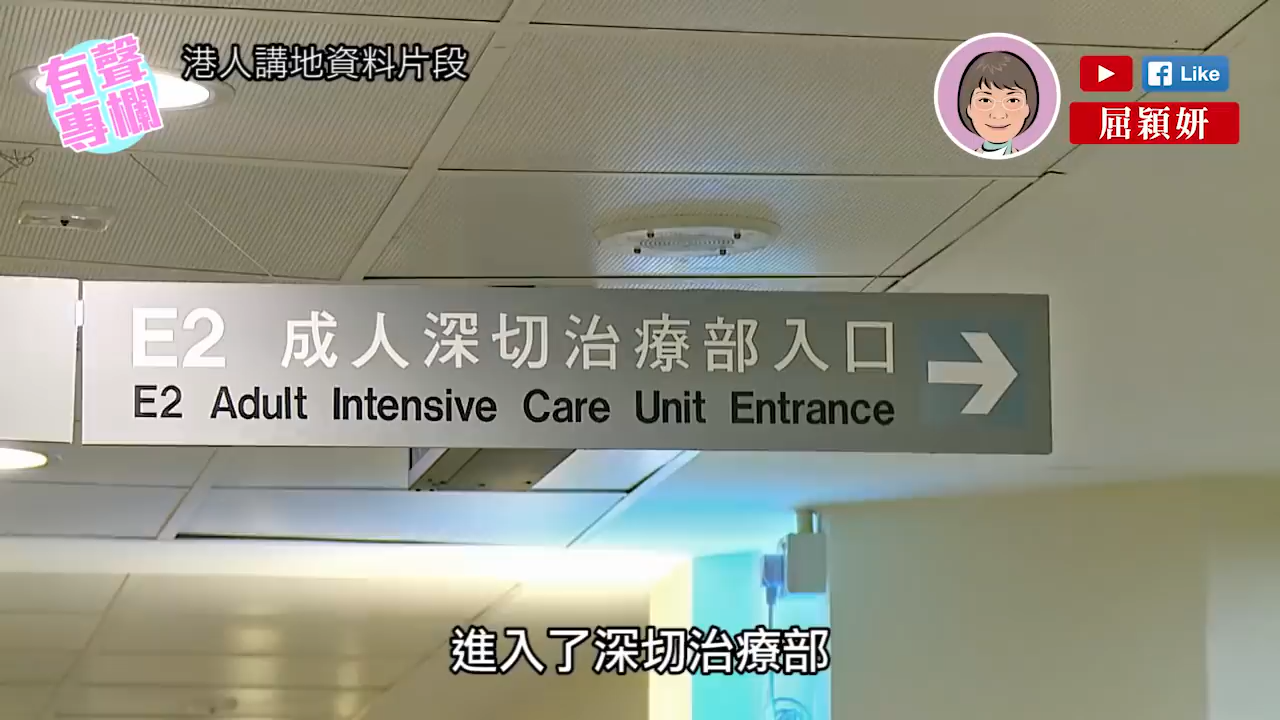 有聲
專欄
港人講地資料片段
Like
屈穎妍
E2 成人深切治療部入口
E2 Adult Intensive Care Unit Entrance
進入了深切治療部